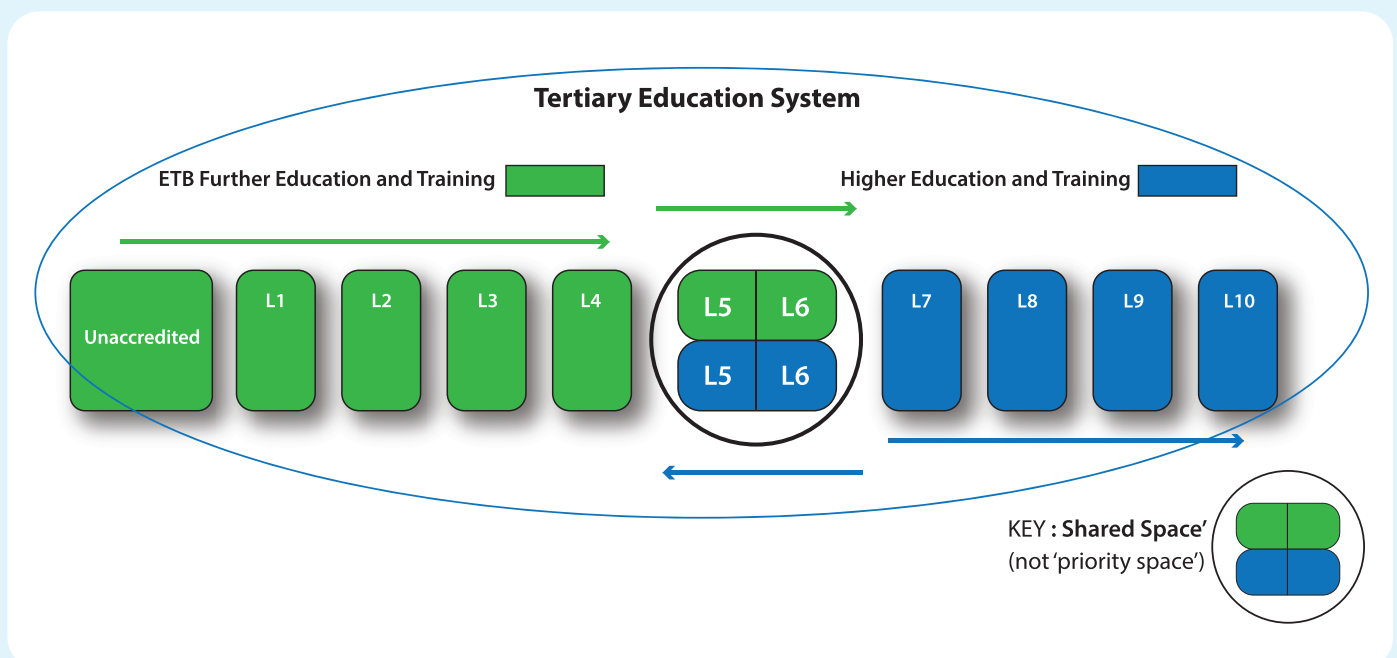 Tertiary Education System
ETB Further Education and Training
Higher Education and Training
Unaccredited
L1
L2
L3
L4
L5
L6
L5
L6
L7
L8
L9
L10
KEY : Shared Space’
(not ‘priority space’)